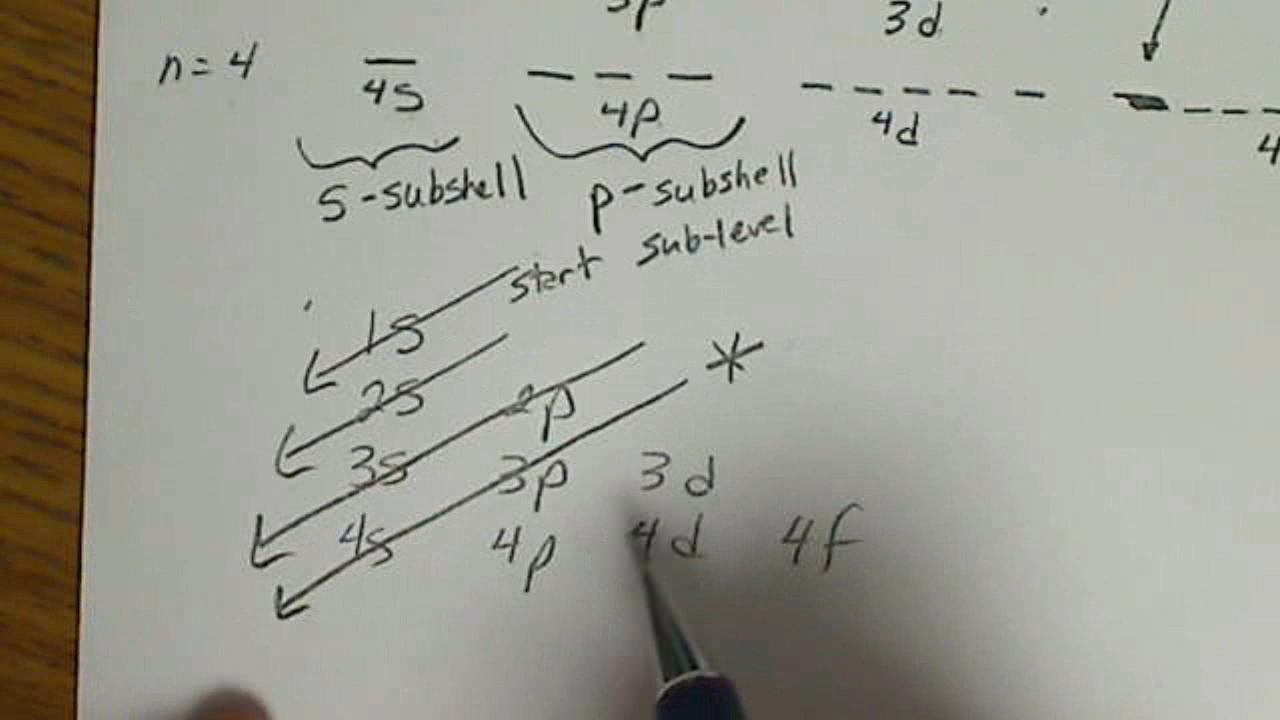 3p 3d
n=4 4s 4p 4d 4
s-subshell p-subshell
start sub-level
1s
2s 2p
3s 3p 3d
4s 4p 4d 4f